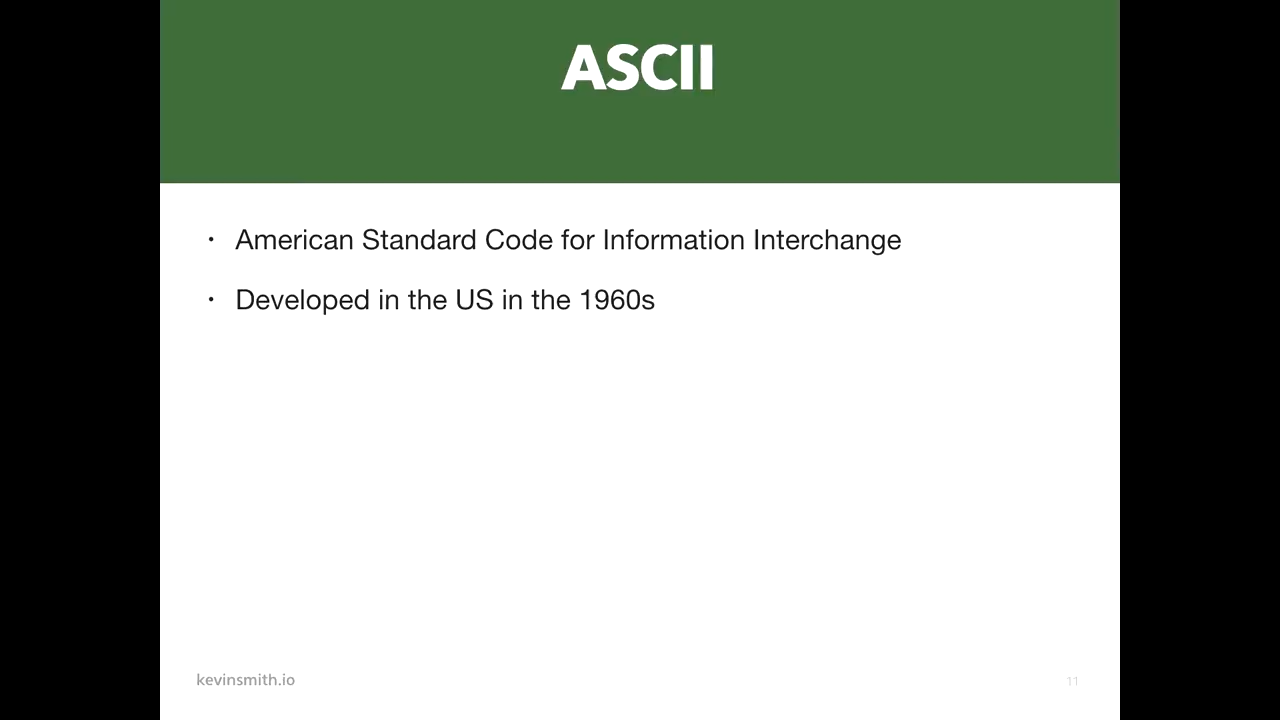 ASCII
• American Standard Code for Information Interchange
• Developed in the US in the 1960s
kevinsmith.io
11